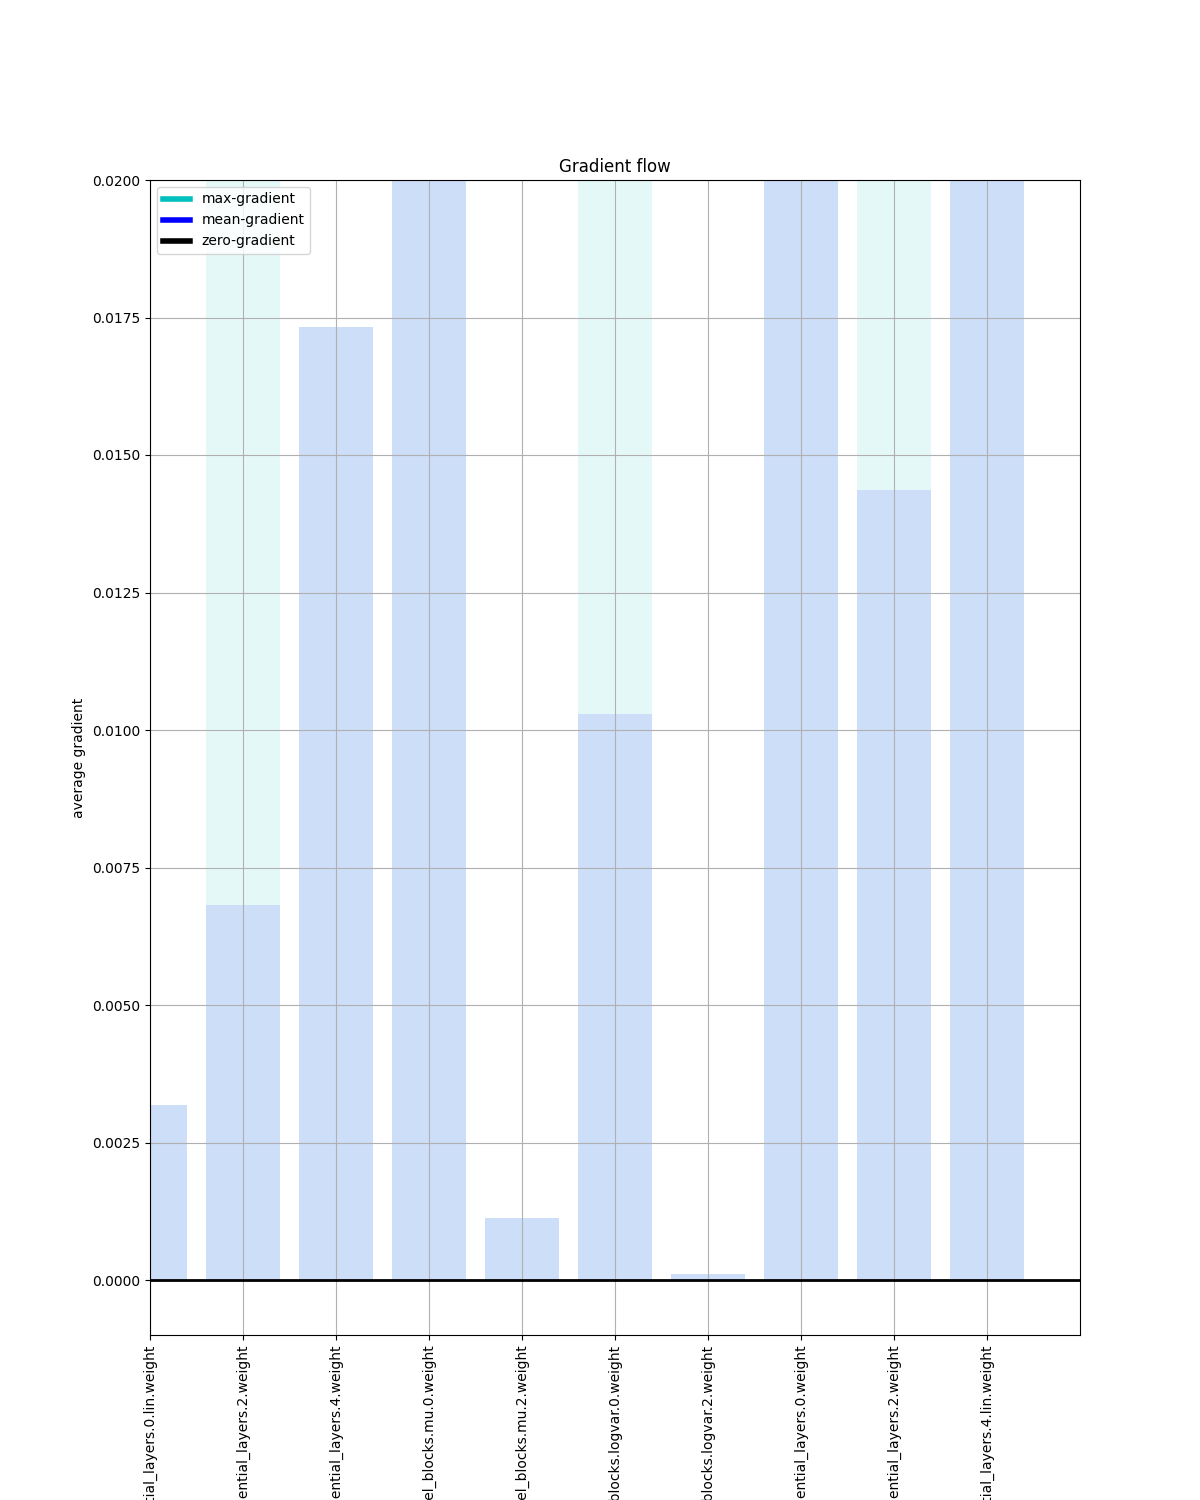 Gradient flow
max-gradient
mean-gradient
zero-gradient
average gradient
0.0200
0.0175
0.0150
0.0125
0.0100
0.0075
0.0050
0.0025
0.0000
tial_layers.0.lin.weight
ential_layers.2.weight
ential_layers.4.weight
el_blocks.mu.0.weight
el_blocks.mu.2.weight
blocks.logvar.0.weight
blocks.logvar.2.weight
ential_layers.0.weight
ential_layers.2.weight
tial_layers.4.lin.weight